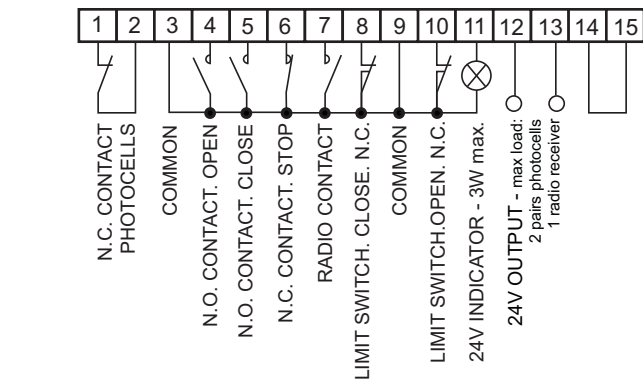 1 2 3 4 5 6 7 8 9 10 11 12 13 14 15
N.C. CONTACT
PHOTOCELLS
COMMON
N.O. CONTACT. OPEN
N.O. CONTACT. CLOSE
N.C. CONTACT. STOP
RADIO CONTACT
LIMIT SWITCH. CLOSE. N.C.
COMMON
LIMIT SWITCH.OPEN. N.C.
24V INDICATOR - 3W max.
24V OUTPUT - max load:
2 pairs photocells
1 radio receiver